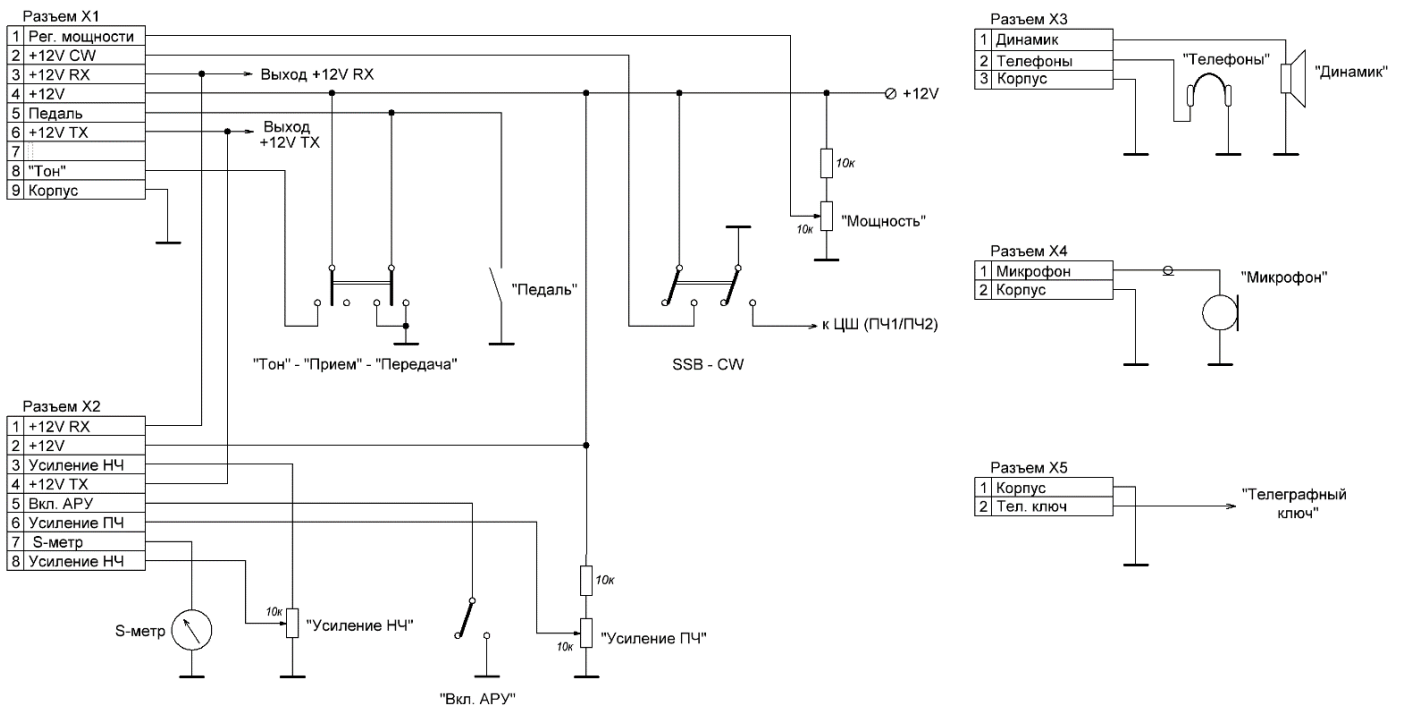 Разъем X1
1 Рег. мощности
2 +12V CW
3 +12V RX
4 +12V
5 Педаль
6 +12V TX
7
8 "Тон"
9 Корпус
Выход +12V RX
Выход
+12V TX
+12V
10к
10к
"Мощность"
"Педаль"
к ЦШ (ПЧ1/ПЧ2)
"Тон" - "Прием" - "Передача"
SSB - CW
Разъем X2
1 +12V RX
2 +12V
3 Усиление НЧ
4 +12V TX
5 Вкл. АРУ
6 Усиление ПЧ
7 S-метр
8 Усиление НЧ
S-метр
10к
"Усиление НЧ"
"Вкл. АРУ"
10к
10к
"Усиление ПЧ"
Разъем X3
1 Динамик
2 Телефоны
3 Корпус
"Телефоны"
"Динамик"
Разъем X4
1 Микрофон
2 Корпус
"Микрофон"
Разъем X5
1 Корпус
2 Тел. ключ
"Телеграфный
ключ"